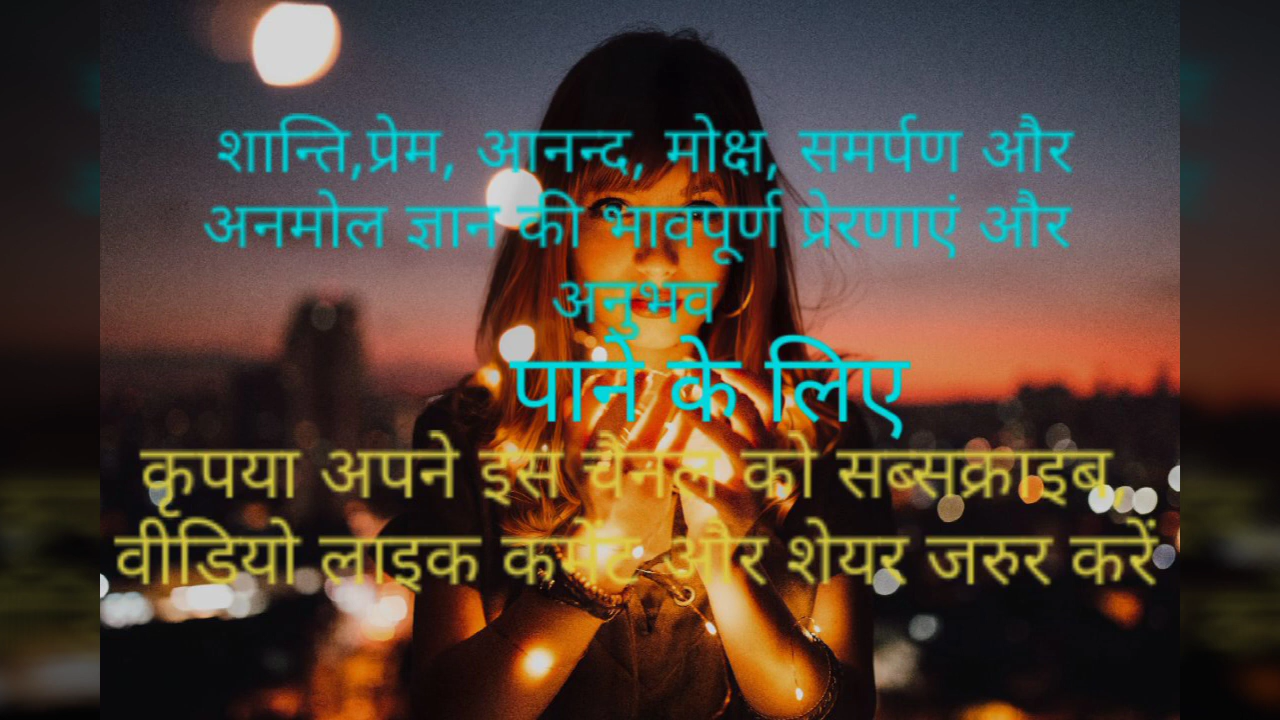 शान्ति,प्रेम, आनन्द, मोक्ष, समर्पण और
अनमोल ज्ञान की भावपूर्ण प्रेरणाएं और
अनुभव
पाने के लिए
कृपया अपने इस चैनल को सब्सक्राइब,
वीडियो लाइक कमेंट और शेयर जरुर करें